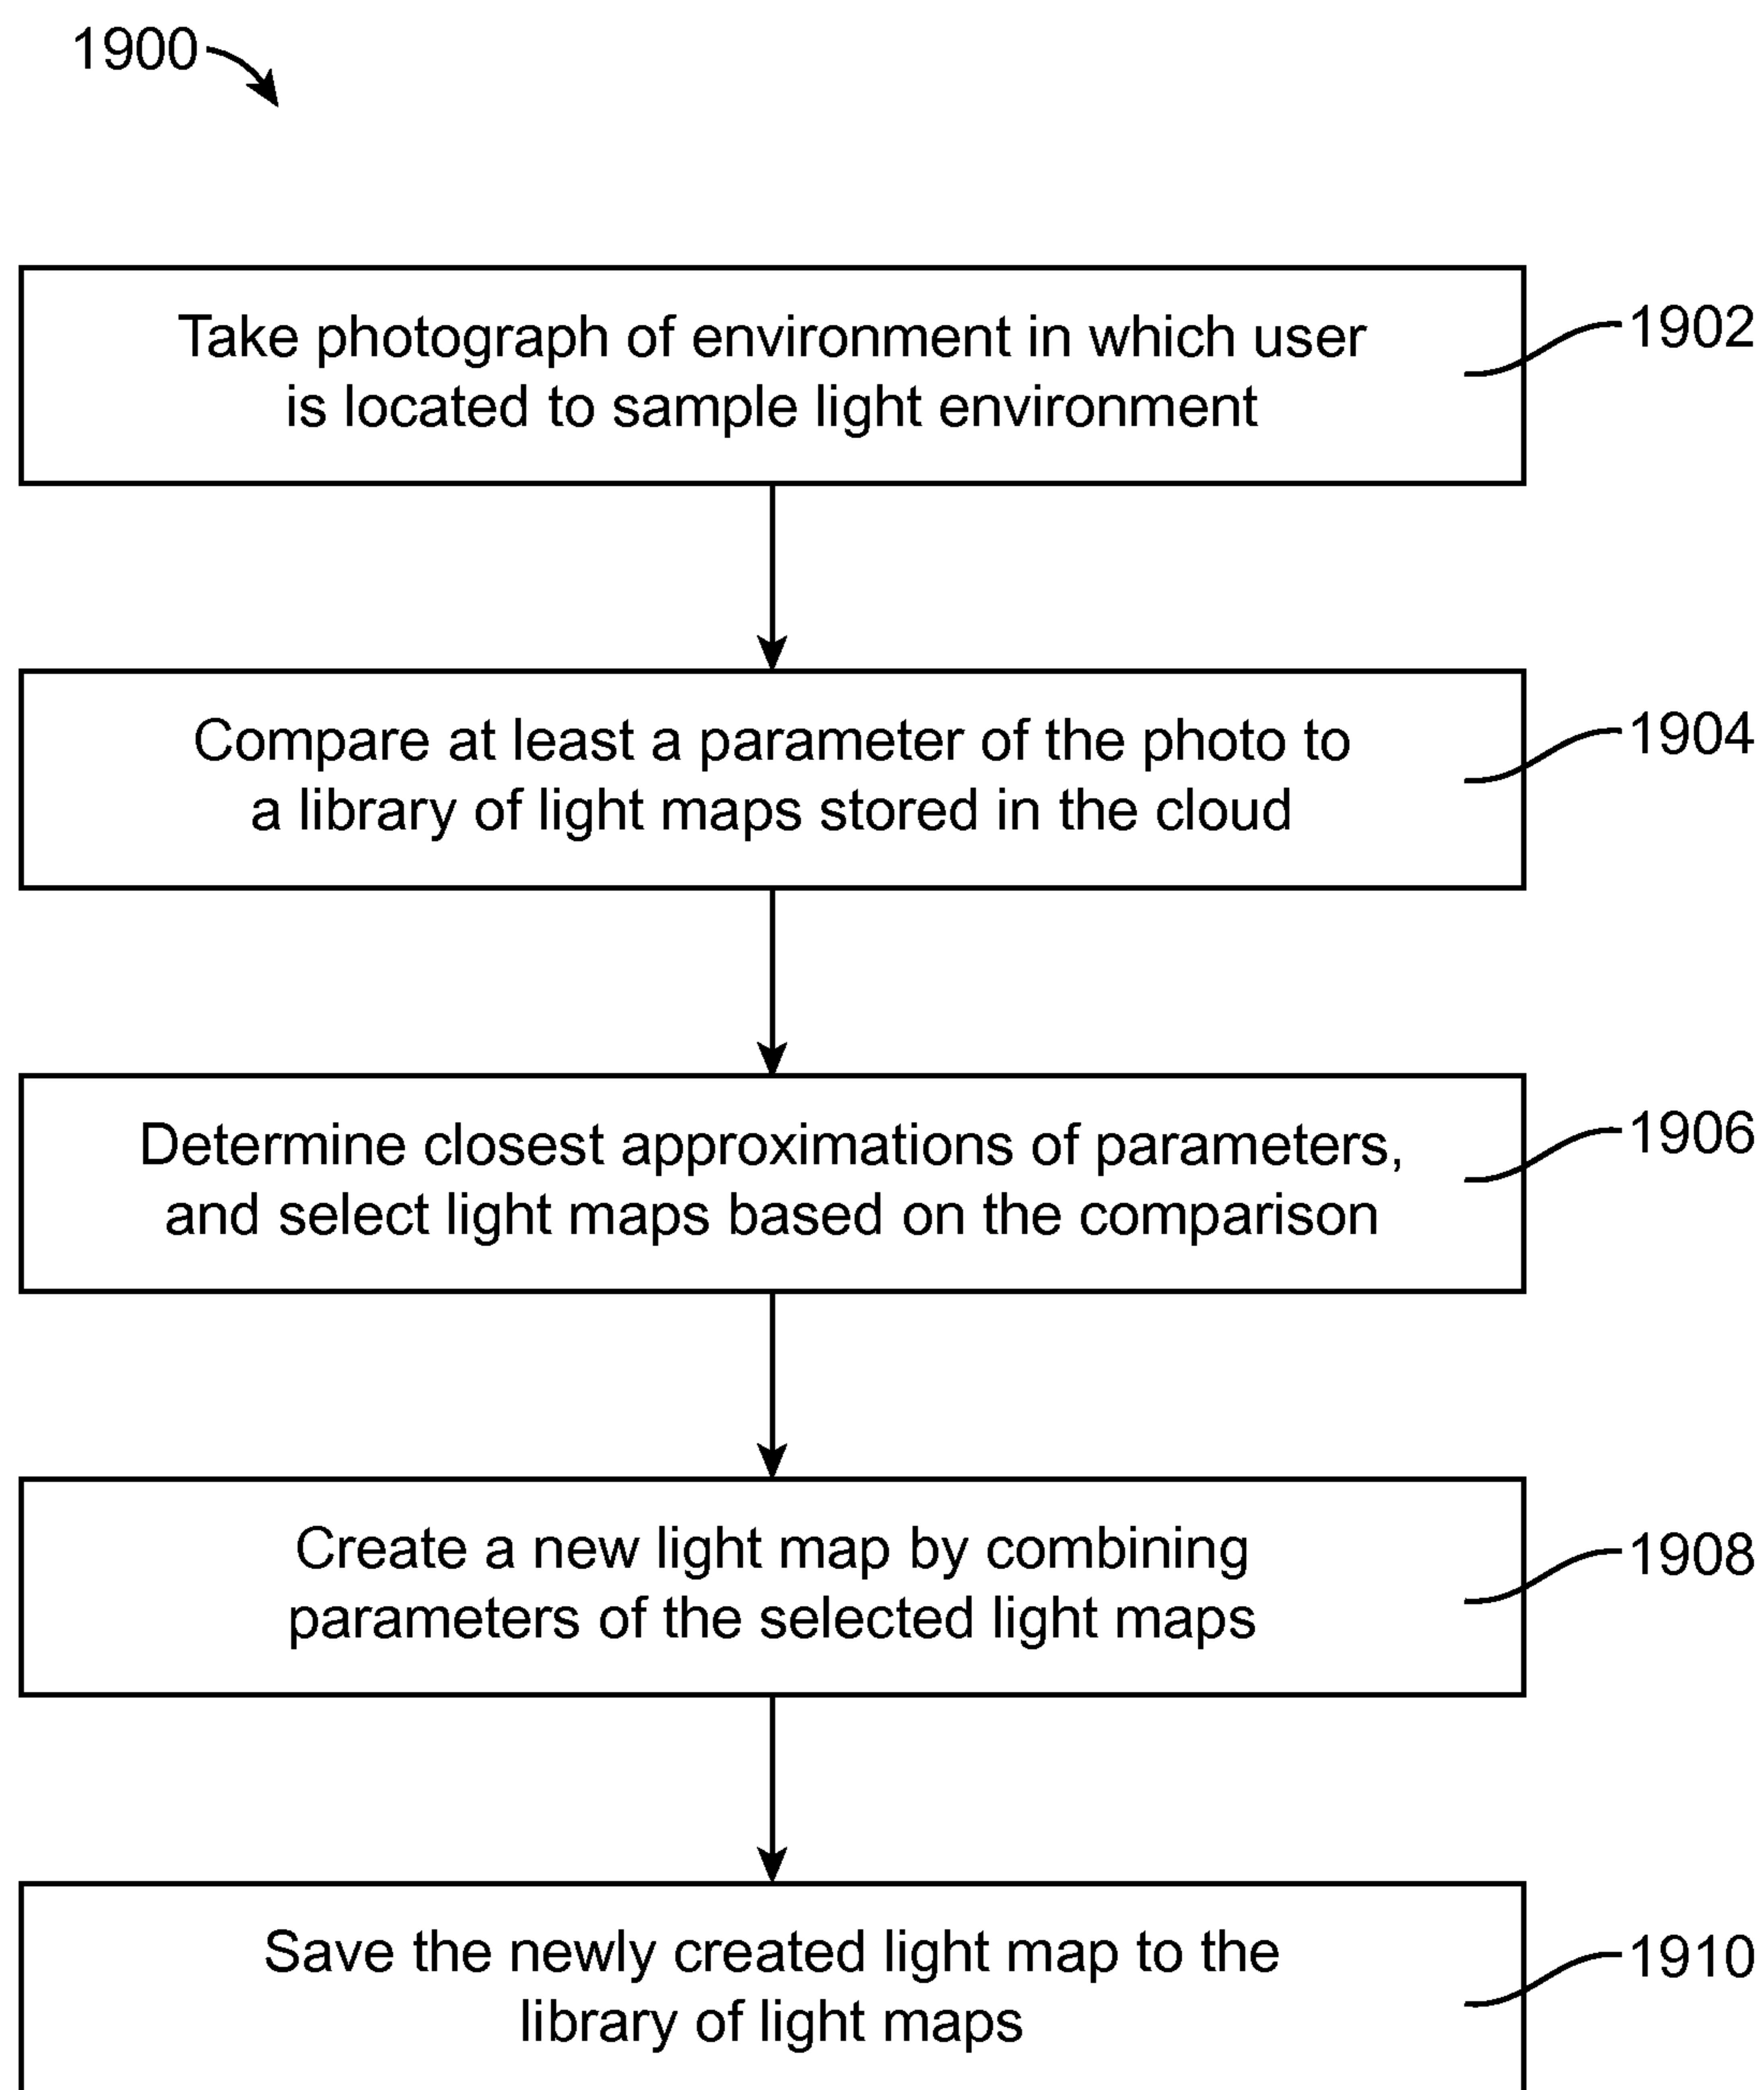 1900
Take photograph of environment in which user
is located to sample light environment
1902
Compare at least a parameter of the photo to
a library of light maps stored in the cloud
1904
Determine closest approximations of parameters,
and select light maps based on the comparison
1906
Create a new light map by combining
parameters of the selected light maps
1908
Save the newly created light map to the
library of light maps
1910